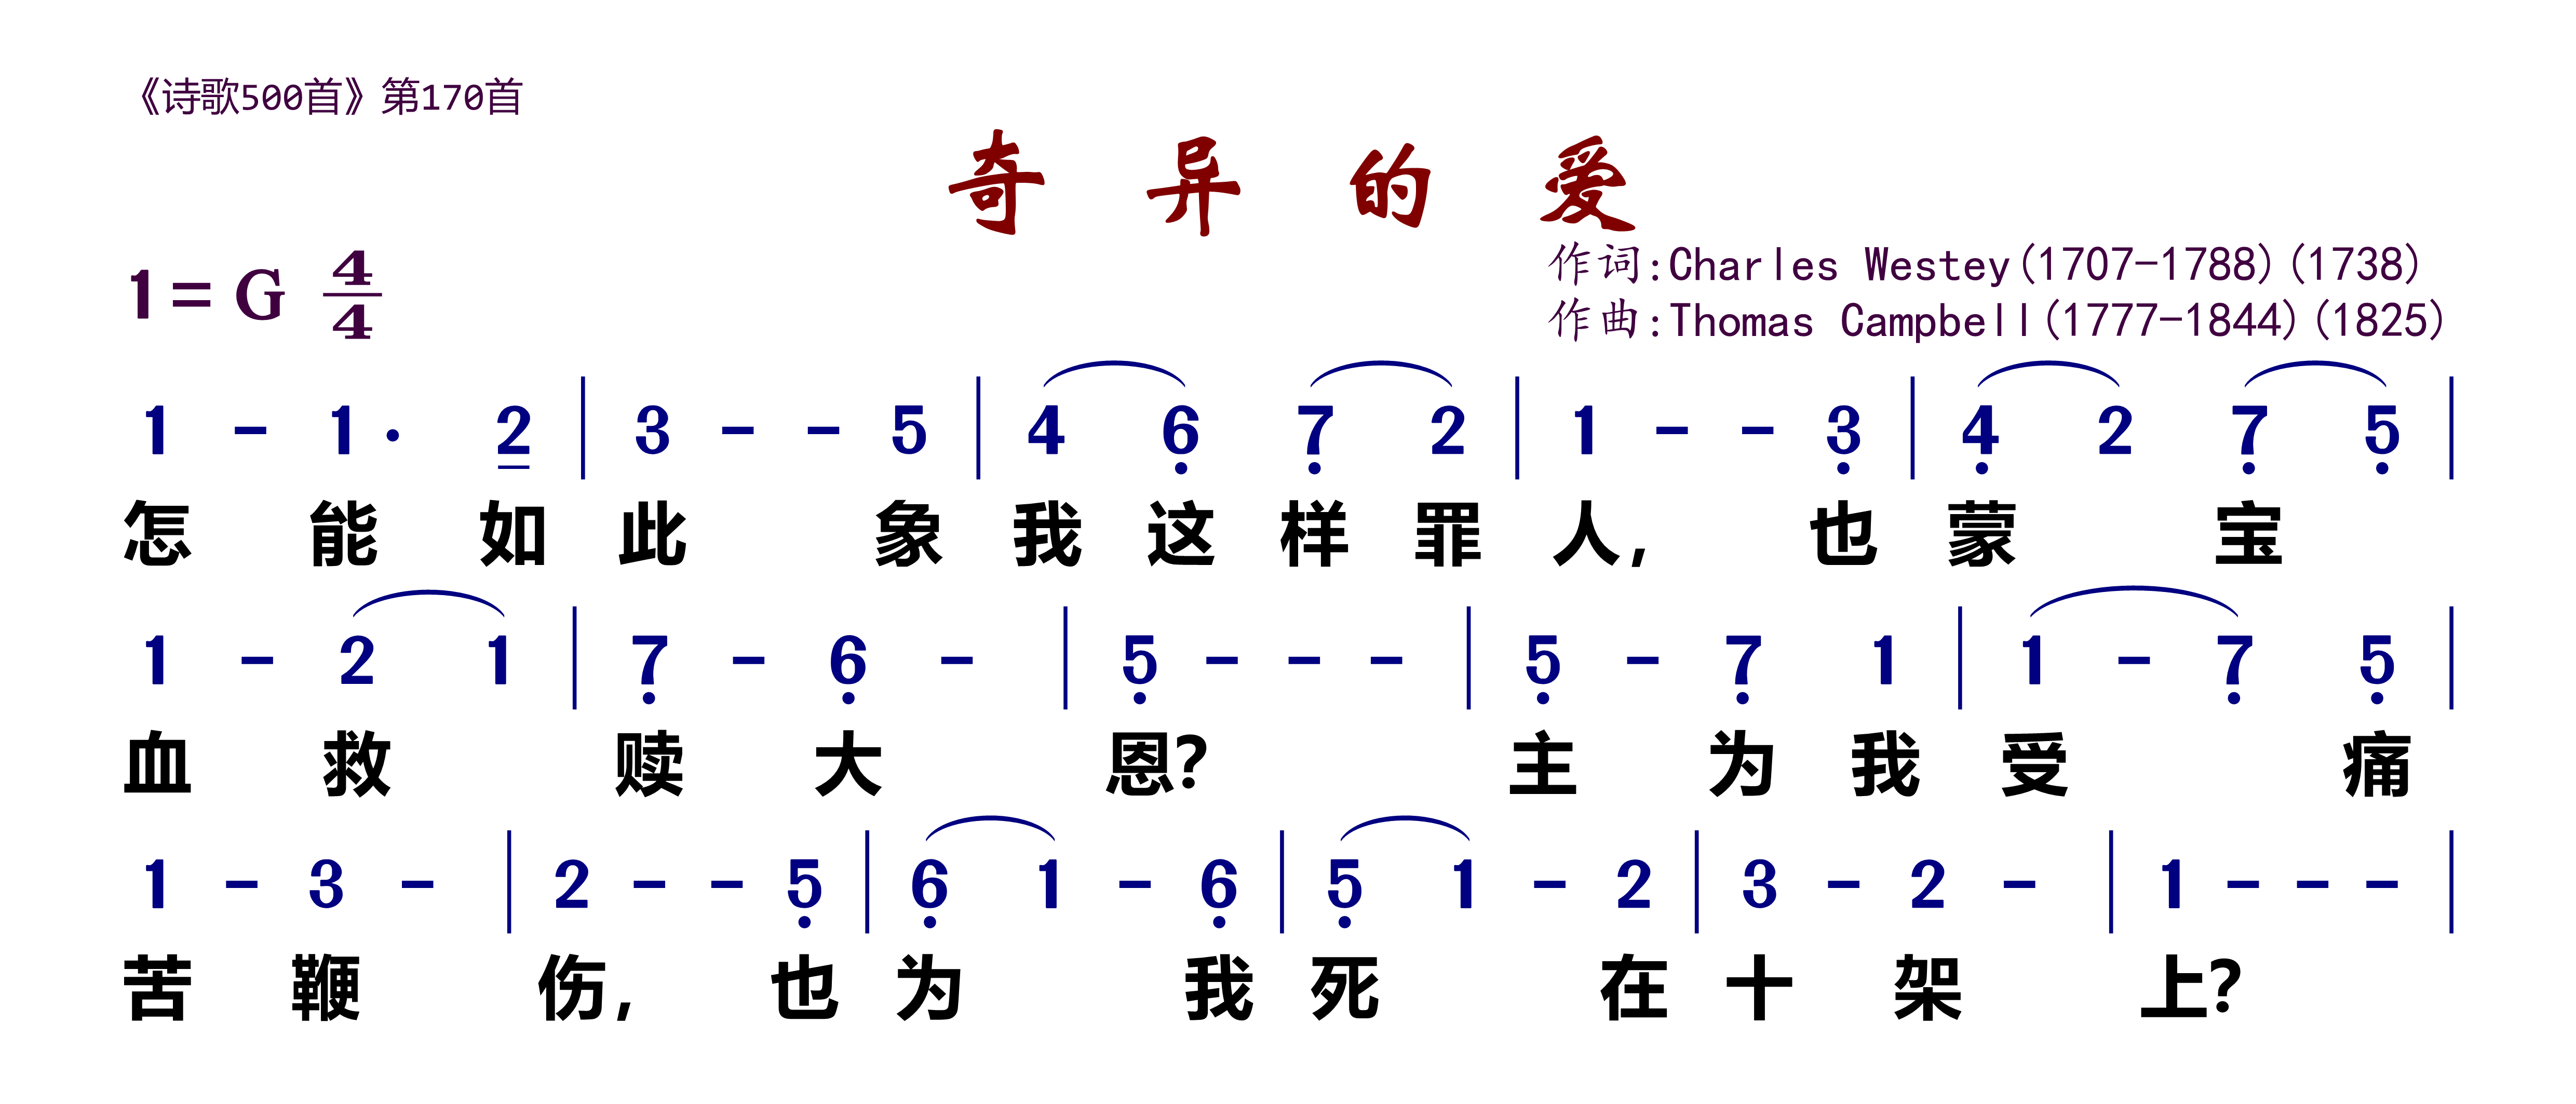 《诗歌500首》第170首
奇异的爱
1=G 4/4
作词:Charles Westey(1707-1788)(1738)
作曲:Thomas Campbell(1777-1844)(1825)
1 - 1· 2 | 3 - - 5 | 4 6̣ 7̣ 2 | 1 - - 3̣ | 4̣ 2 7̣ 5̣ |
怎能如此象我这样罪人,也蒙宝
1 - 2 1 | 7̣ - 6̣ - | 5̣ - - - | 5̣ - 7̣ 1 | 1 - 7̣ 5̣ |
血救赎大恩?主为我受痛
1 - 3 - | 2 - - 5̣ | 6̣ 1 - 6̣ | 5̣ 1 - 2 | 3 - 2 - | 1 - - - |
苦鞭伤,也为我死在十架上?